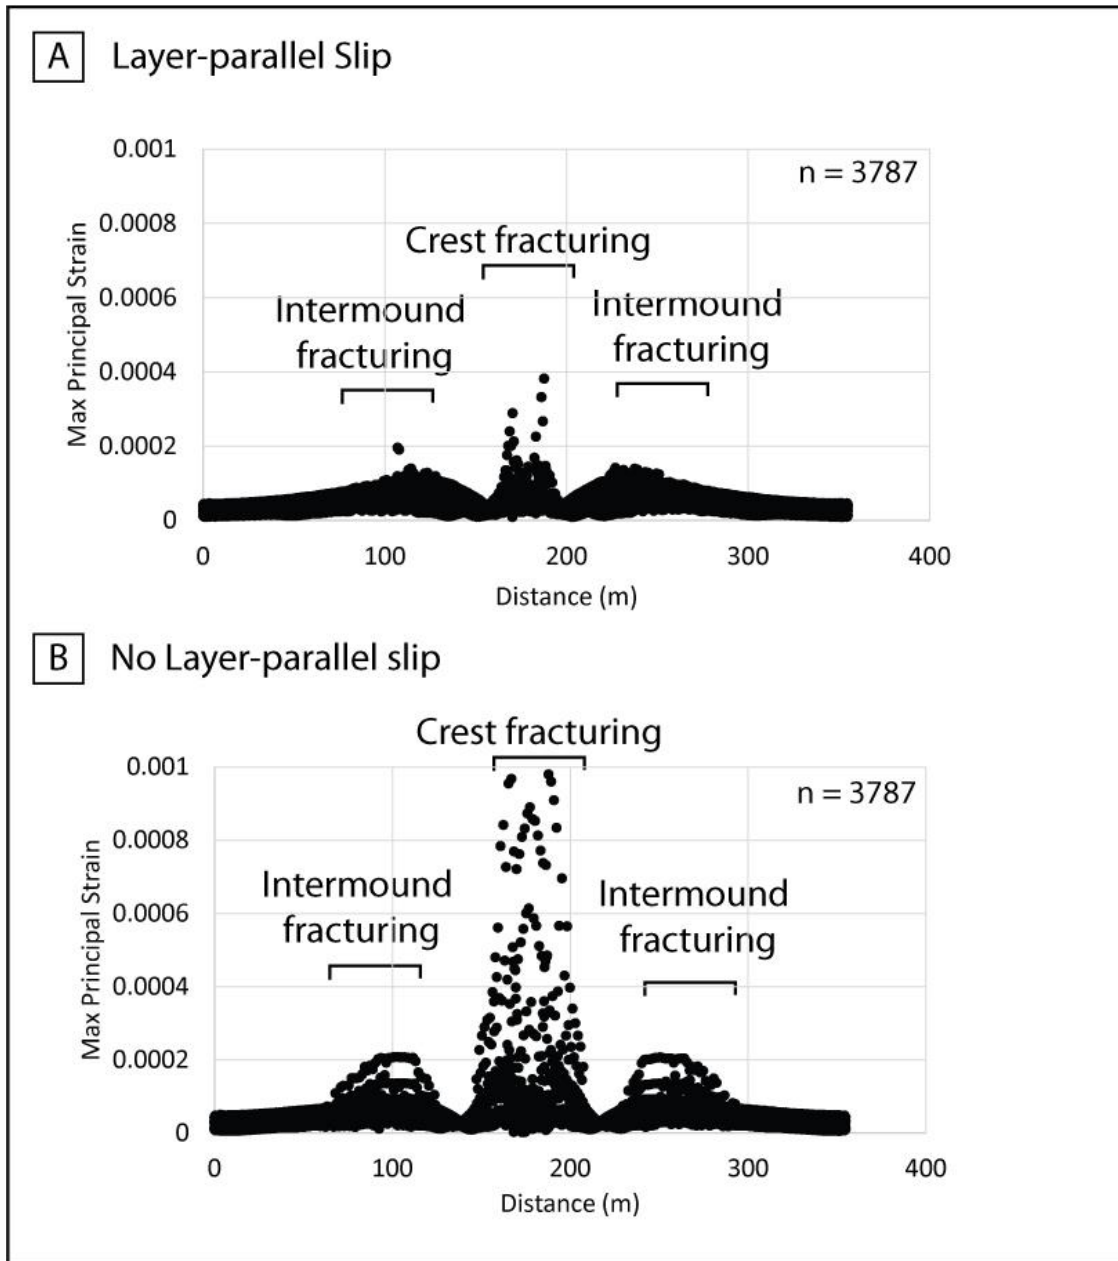 A Layer-parallel Slip
0.001
n = 3787
0.0008
Crest fracturing
0.0006
Intermound
fracturing
Intermound
fracturing
0.0004
0.0002
0
Max Principal Strain
0 100 200 300 400
Distance (m)
B No Layer-parallel slip
Crest fracturing
0.001
n = 3787
0.0008
Intermound
fracturing
Intermound
fracturing
0.0006
0.0004
0.0002
0
Max Principal Strain
0 100 200 300 400
Distance (m)